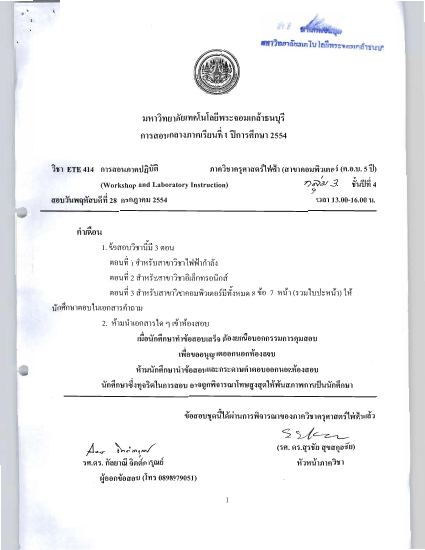 มหาวิทยาลัยเทคโนโลยีพระจอมเกล้าธนบุรี
มหาวิทยาลัยเทคโนโลยีพระจอมเกล้าธนบุรี
การสอบกลางภาคเรียนที่ 1 ปีการศึกษา 2554
วิชา ETE 414 การสอนภาคปฏิบัติ ภาควิชาครุศาสตร์ไฟฟ้า (สาขาคอมพิวเตอร์ (ค.อ.บ. 5 ปี)
(Workshop and Laboratory Instruction) กลุ่ม 3 ชั้นปีที่ 4
สอบวันพฤหัสบดีที่ 28 กรกฎาคม 2554 เวลา 13.00-16.00 น.
คำเตือน
1. ข้อสอบวิชานี้มี 3 ตอน
ตอนที่ 1 สำหรับสาขาวิชาไฟฟ้ากำลัง
ตอนที่ 2 สำหรับสาขาวิชาอิเล็กทรอนิกส์
ตอนที่ 3 สำหรับสาขาวิชาคอมพิวเตอร์มีทั้งหมด 8 ข้อ 7 หน้า (รวมใบปะหน้า) ให้
นักศึกษาตอบในเอกสารคำถาม
2. ห้ามนำเอกสารใด ๆ เข้าห้องสอบ
เมื่อนักศึกษาทำข้อสอบเสร็จ ต้องยกมือบอกกรรมการคุมสอบ
เพื่อขออนุญาตออกนอกห้องสอบ
ห้ามนักศึกษานำข้อสอบและกระดาษคำตอบออกนอกห้องสอบ
นักศึกษาซึ่งทุจริตในการสอบ อาจถูกพิจารณาโทษสูงสุดให้พ้นสภาพการเป็นนักศึกษา
ข้อสอบชุดนี้ได้ผ่านการพิจารณาของภาควิชาครุศาสตร์ไฟฟ้าแล้ว
รศ.ดร. กัลยาณี จิตต์การุณย์
(รศ. ดร.สุรชัย สุขสกุลชัย)
ผู้ออกข้อสอบ (โทร 0898979051)
หัวหน้าภาควิชา
1